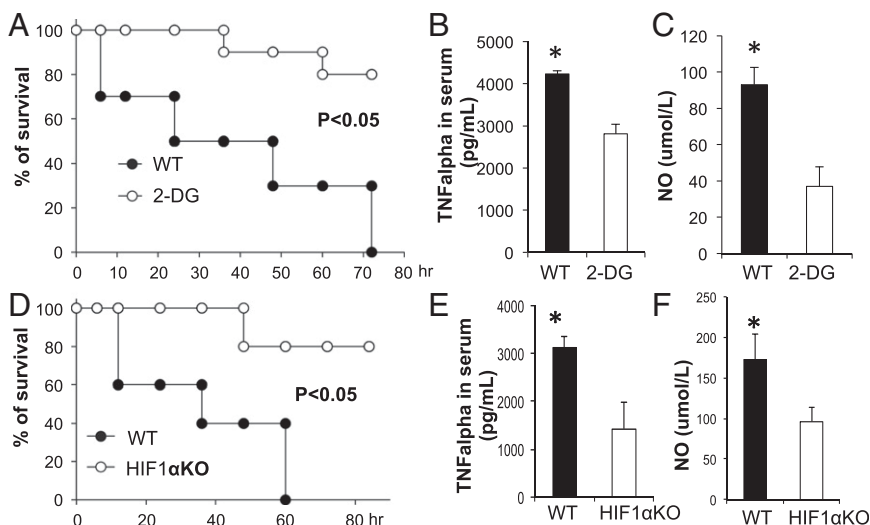 A
% of survival
100
80
60
40
20
0
P<0.05
WT
2-DG
0 10 20 30 40 50 60 70 80 hr
B
TNFalpha in serum
(pg/mL)
5000
4000
3000
2000
1000
0
*
WT 2-DG
C
NO (umol/L)
120
100
80
60
40
20
0
*
WT 2-DG
D
% of survival
100
80
60
40
20
0
P<0.05
WT
HIF1αKO
0 20 40 60 80 hr
E
TNFalpha in serum
(pg/mL)
4000
3000
2000
1000
0
*
WT HIF1αKO
F
NO (umol/L)
250
200
150
100
50
0
*
WT HIF1αKO